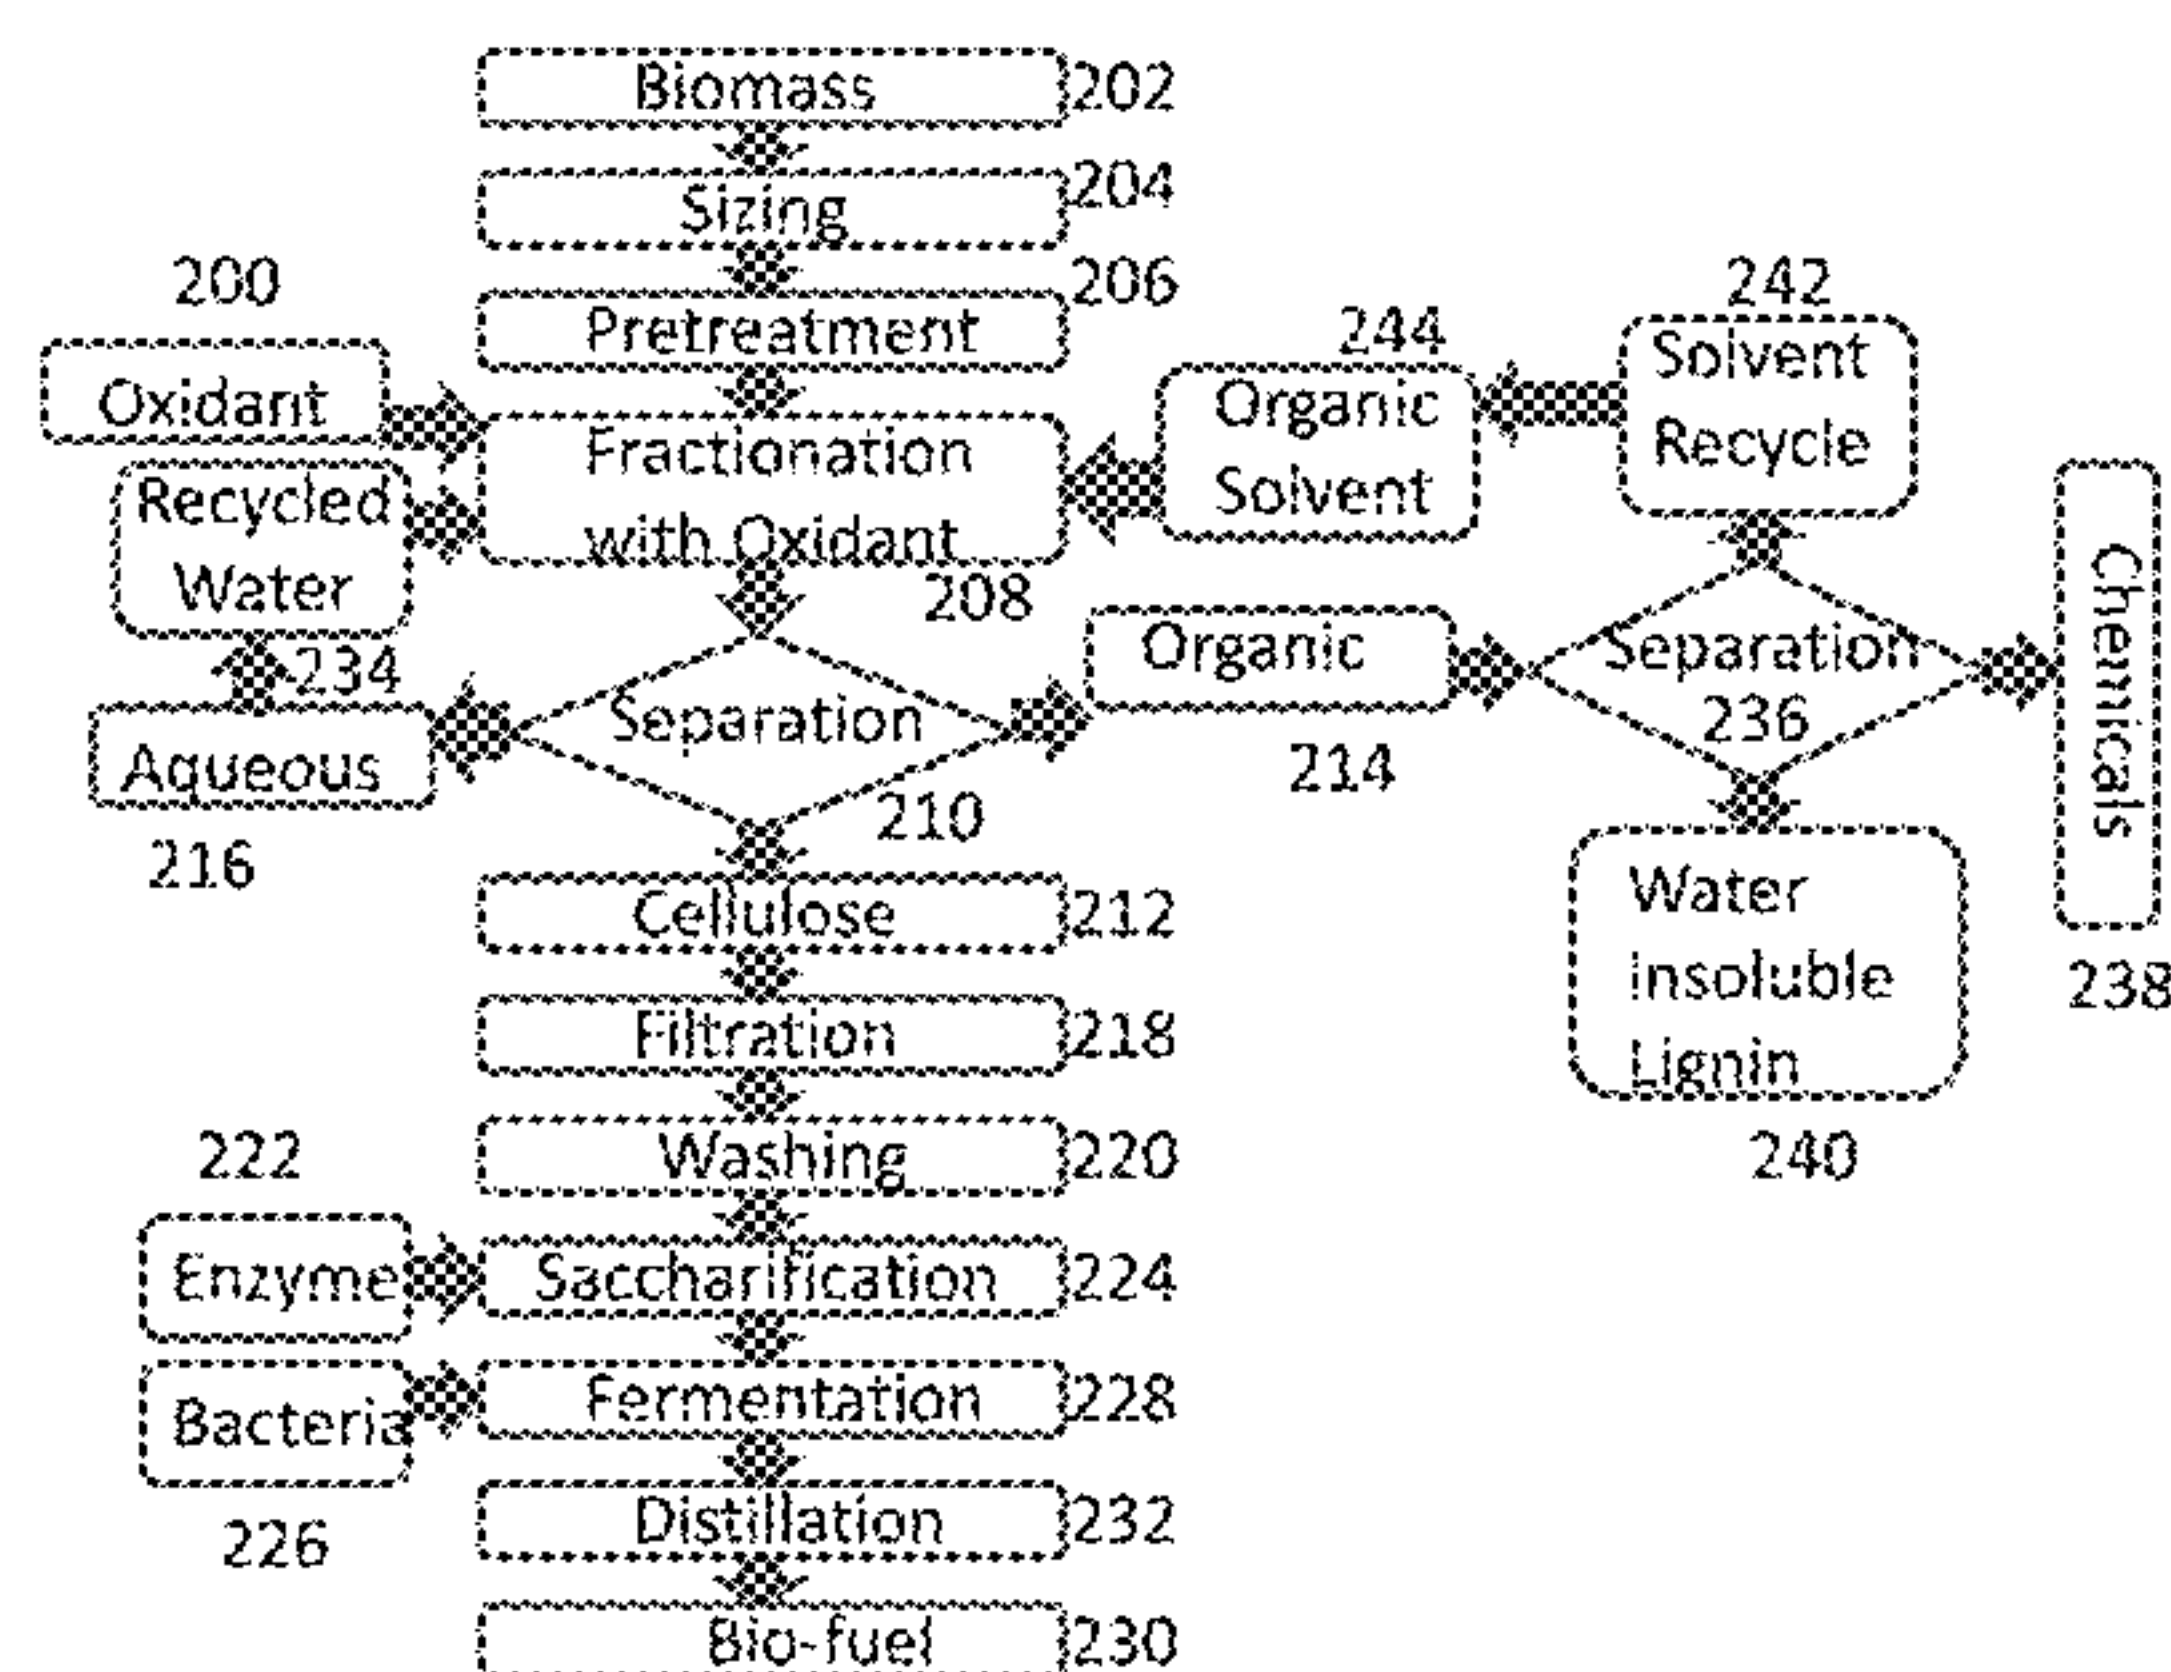 Biomass
202
Sizing
204
200
Pretreatment
206
Oxidant
Fractionation
with Oxidant
208
Recycled
Water
234
Organic
Solvent
244
Solvent
Recycle
242
Separation
210
Aqueous
216
Organic
214
Separation
236
Chemicals
238
Water
insoluble
Lignin
240
Cellulose
212
Filtration
218
Washing
220
222
Enzyme
Saccharification
224
Bacteria
226
Fermentation
228
Distillation
232
Bio-fuel
230